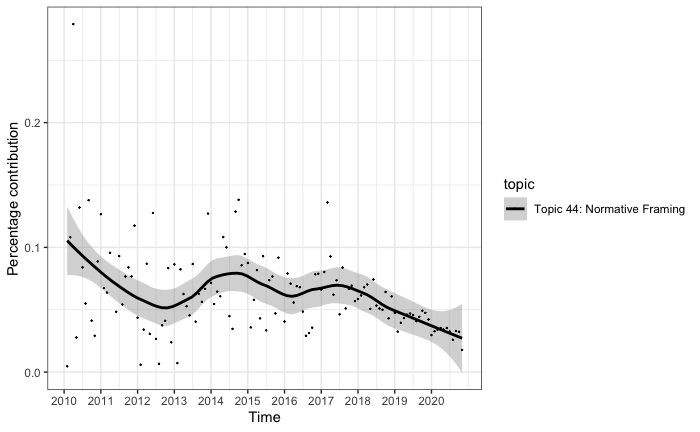 Percentage contribution
0.2
0.1
0.0
2010 2011 2012 2013 2014 2015 2016 2017 2018 2019 2020
Time
topic
Topic 44: Normative Framing